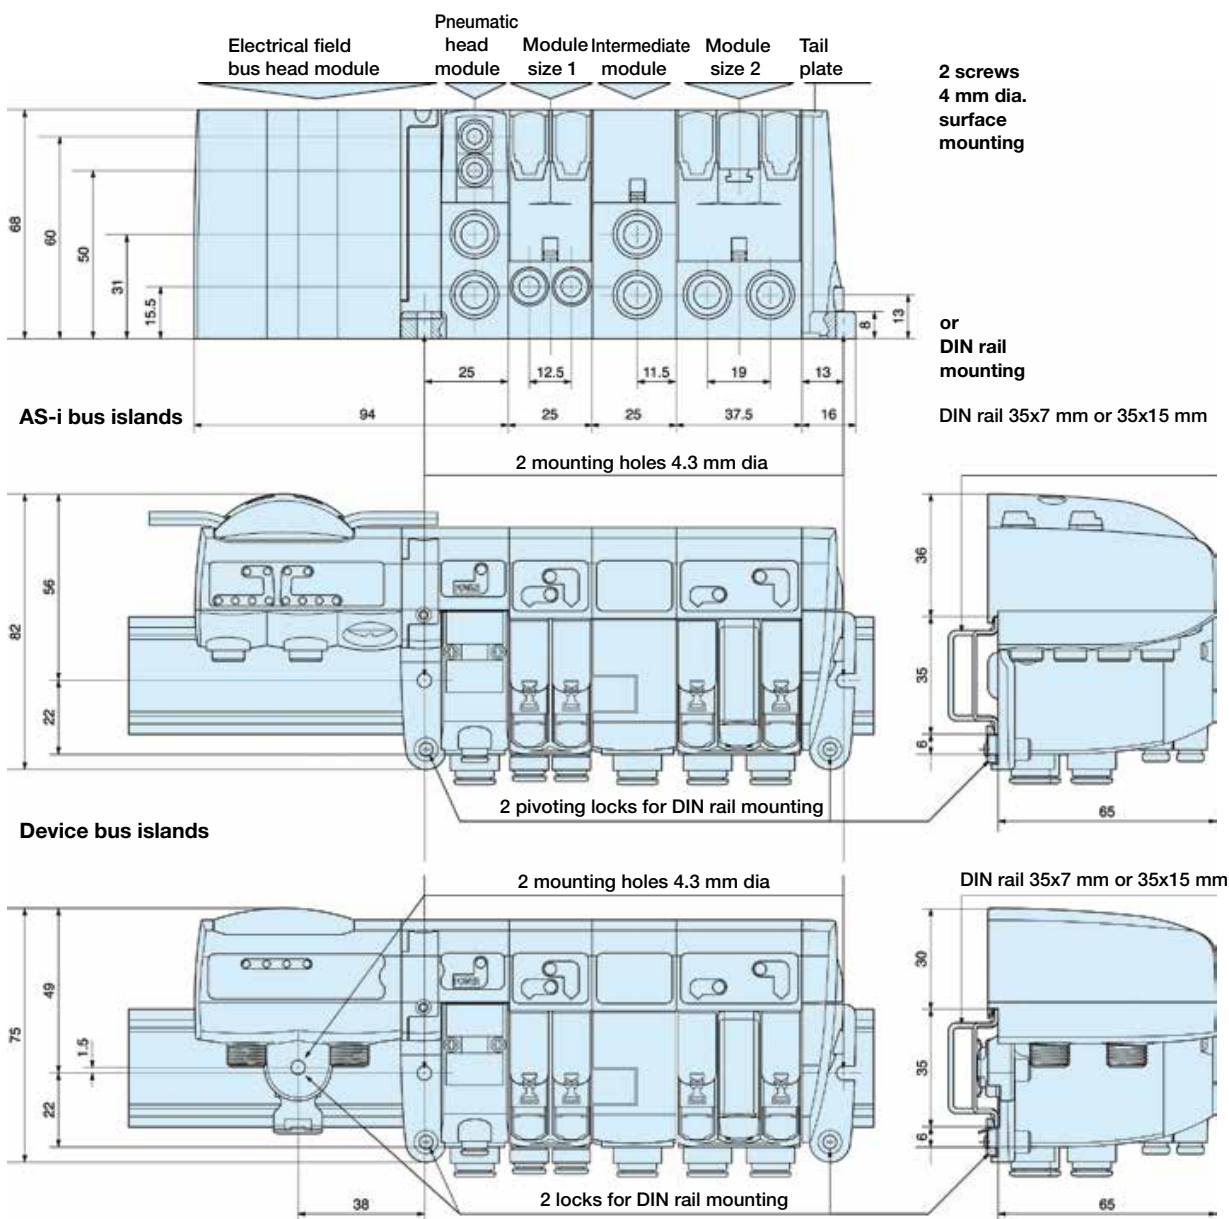 Pneumatic
Electrical field head Module Intermediate Module Tail
bus head module module size 1 module size 2 plate
2 screws
4 mm dia.
surface
mounting
68
60
50
31
15.5
8
13
or
DIN rail
mounting
25 12.5 11.5 19 13
AS-i bus islands
94 25 25 37.5 16
DIN rail 35x7 mm or 35x15 mm
2 mounting holes 4.3 mm dia
82
56
22
36
35
6
65
2 pivoting locks for DIN rail mounting
Device bus islands
2 mounting holes 4.3 mm dia
DIN rail 35x7 mm or 35x15 mm
75
49
1.5
22
30
35
6
38
2 locks for DIN rail mounting
65